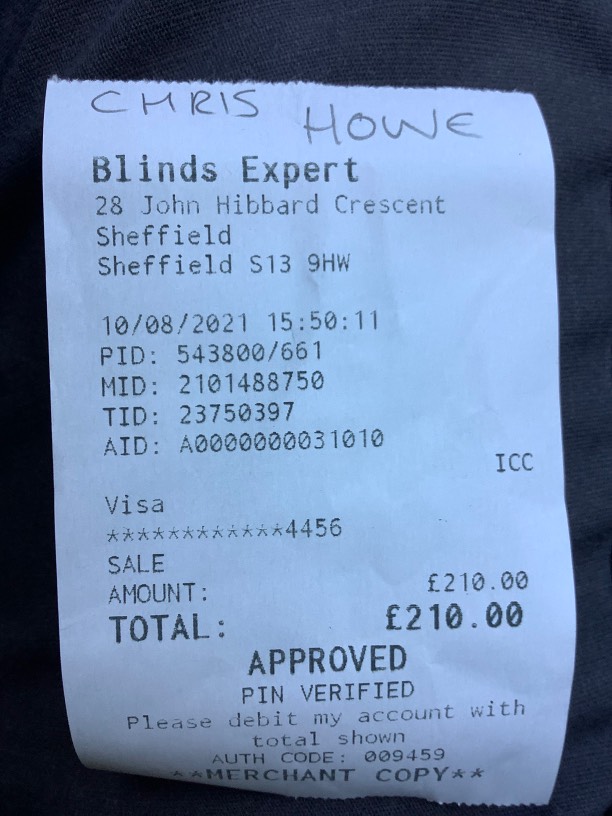 CHRIS HOWE
Blinds Expert
28 John Hibbard Crescent
Sheffield
Sheffield S13 9HW
10/08/2021 15:50:11
PID: 543800/661
MID: 2101488750
TID: 23750397
AID: A0000000031010
ICC
Visa
************4456
SALE
AMOUNT: £210.00
TOTAL: £210.00
APPROVED
PIN VERIFIED
Please debit my account with
total shown
AUTH CODE: 009459
**MERCHANT COPY**